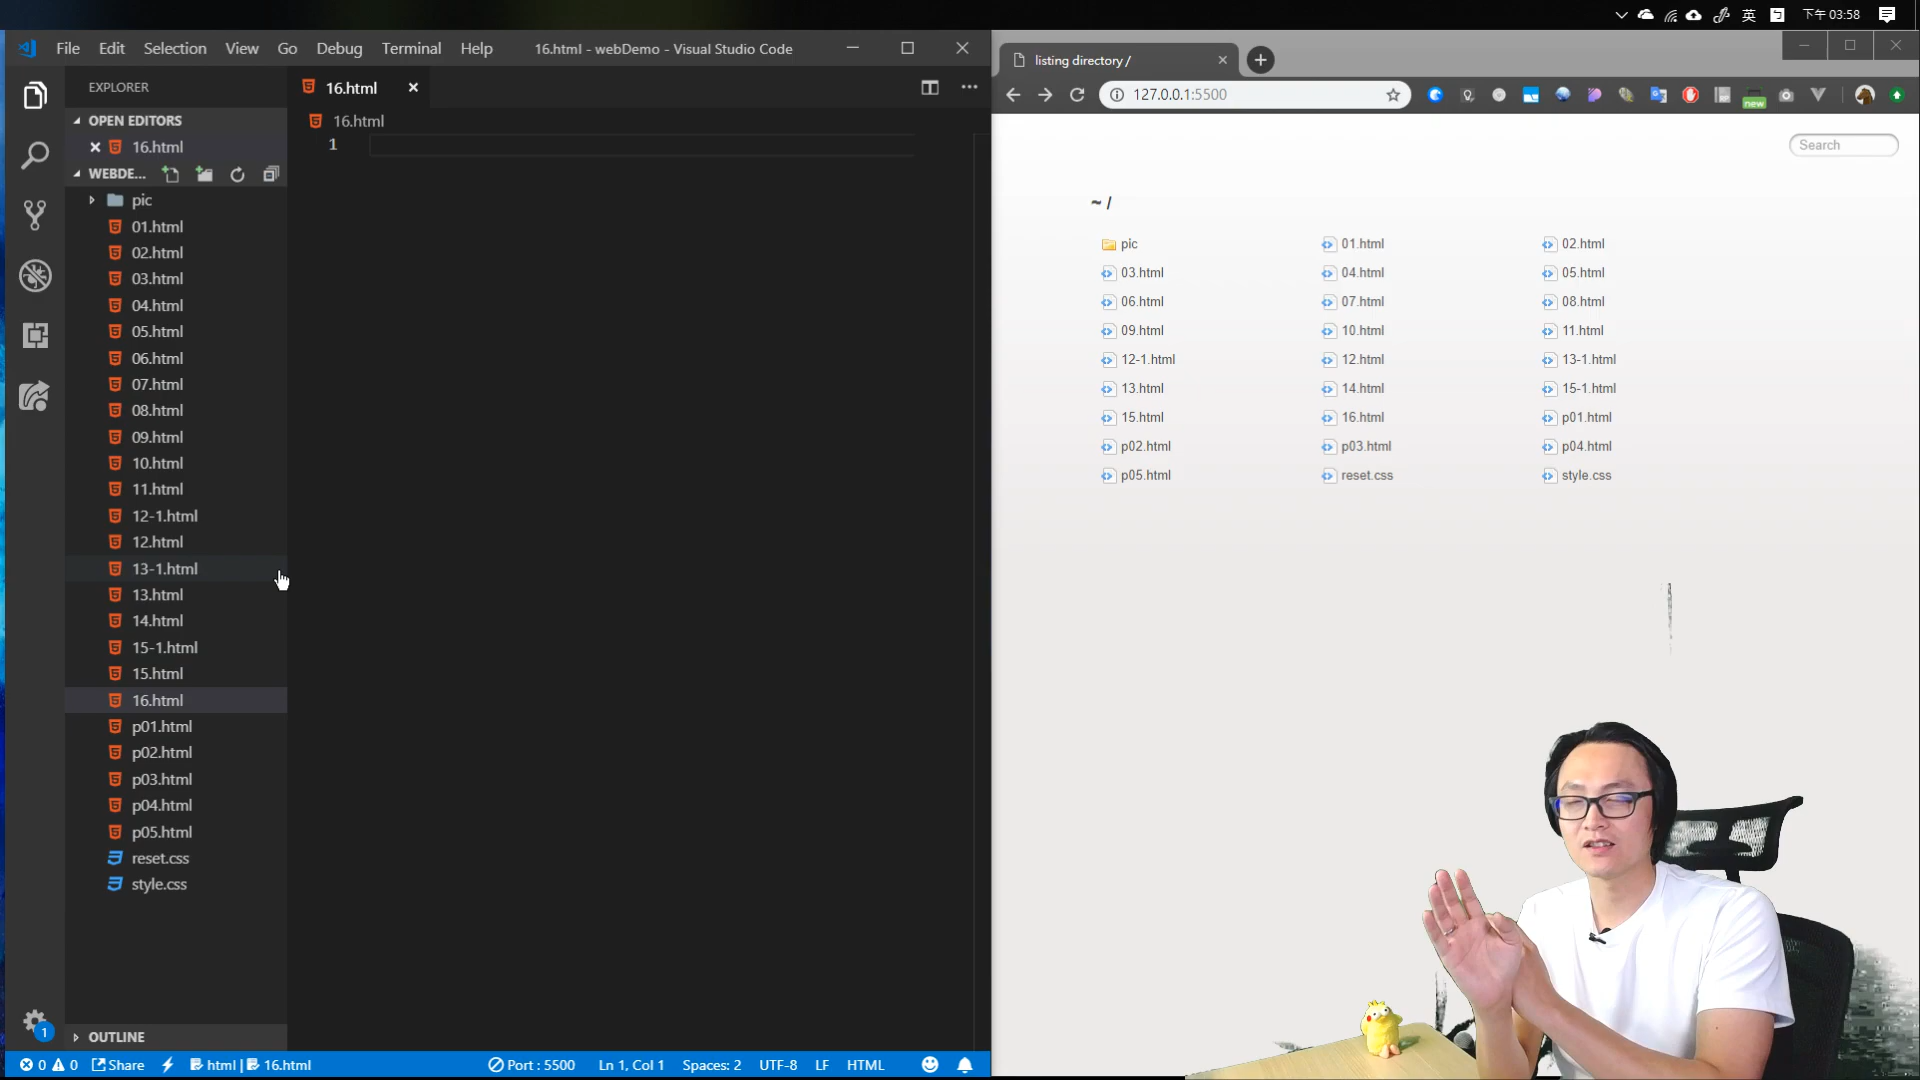 英 下午 03:58
File Edit Selection View Go Debug Terminal Help 16.html - webDemo - Visual Studio Code
EXPLORER
OPEN EDITORS
16.html
WEBDE...
pic
01.html
02.html
03.html
04.html
05.html
06.html
07.html
08.html
09.html
10.html
11.html
12-1.html
12.html
13-1.html
13.html
14.html
15-1.html
15.html
16.html
p01.html
p02.html
p03.html
p04.html
p05.html
reset.css
style.css
OUTLINE
1
16.html
16.html
1
0 0 Share html | 16.html Port : 5500 Ln 1, Col 1 Spaces: 2 UTF-8 LF HTML
listing directory /
127.0.0.1:5500
new
Search
~ /
pic 01.html 02.html
03.html 04.html 05.html
06.html 07.html 08.html
09.html 10.html 11.html
12-1.html 12.html 13-1.html
13.html 14.html 15-1.html
15.html 16.html p01.html
p02.html p03.html p04.html
p05.html reset.css style.css